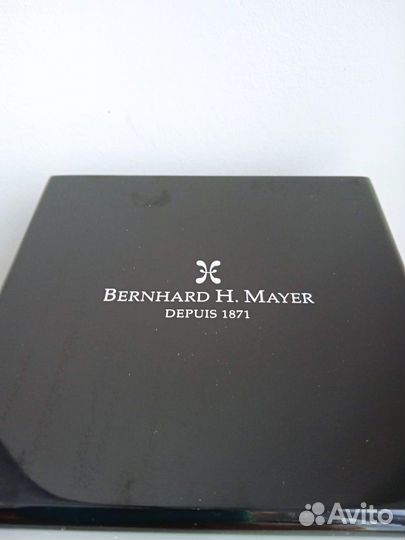 BERNHARD H. MAYER
DEPUIS 1871
Avito